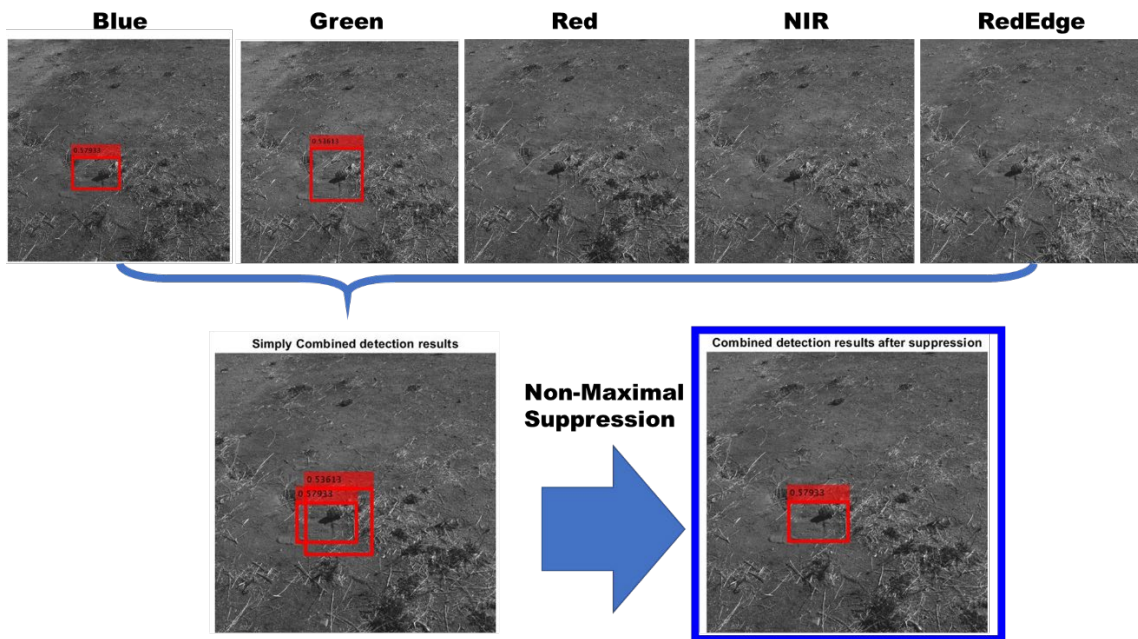 Blue
Green
Red
NIR
RedEdge
0.57933
0.53613
Simply Combined detection results
0.53613
0.57933
Non-Maximal
Suppression
Combined detection results after suppression
0.57933